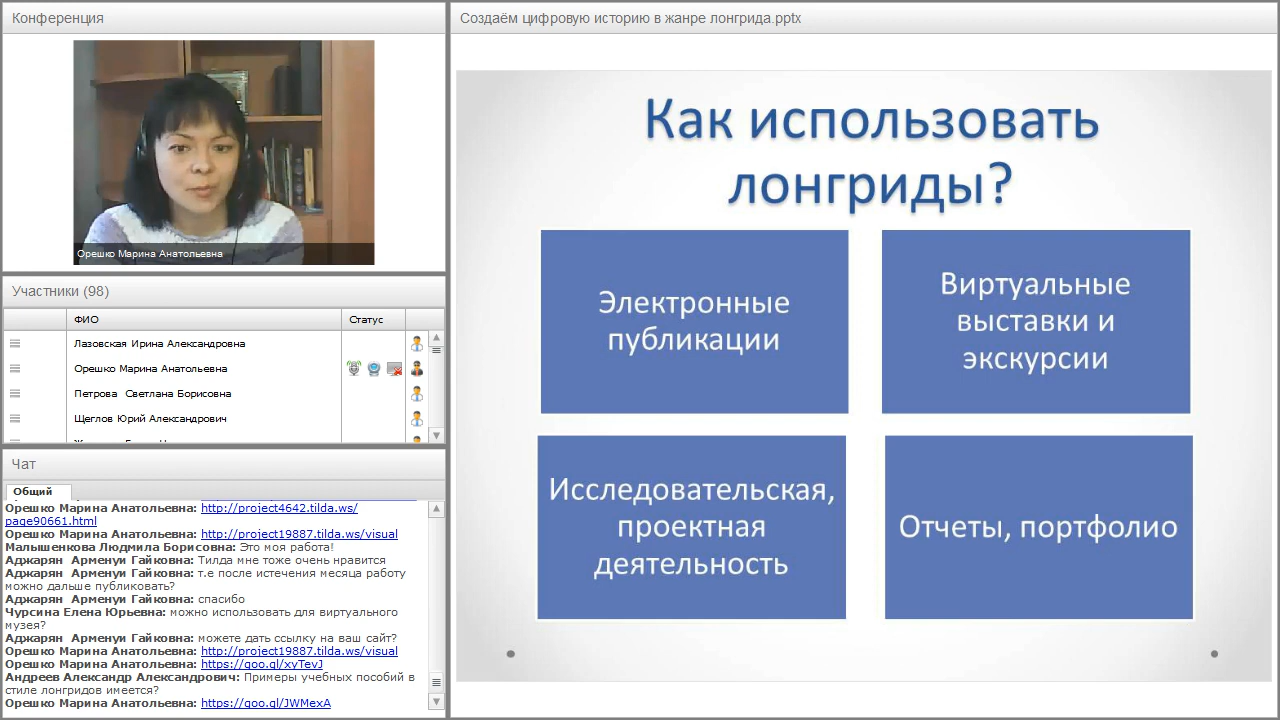 Конференция
Орешко Марина Анатольевна
Участники (98)
ФИО Статус
Лазовская Ирина Александровна
Орешко Марина Анатольевна
Петрова Светлана Борисовна
Щеглов Юрий Александрович
Чат
Общий
Орешко Марина Анатольевна: http://project4642.tilda.ws/
page90661.html
Орешко Марина Анатольевна: http://project19887.tilda.ws/visual
Малышенкова Людмила Борисовна: Это моя работа!
Аджарян Арменуи Гайковна: Тилда мне тоже очень нравится
Аджарян Арменуи Гайковна: т.е после истечения месяца работу
можно дальше публиковать?
Аджарян Арменуи Гайковна: спасибо
Чурсина Елена Юрьевна: можно использовать для виртуального
музея?
Аджарян Арменуи Гайковна: можете дать ссылку на ваш сайт?
Орешко Марина Анатольевна: http://project19887.tilda.ws/visual
Орешко Марина Анатольевна: https://goo.gl/xyTevJ
Андреев Александр Александрович: Примеры учебных пособий в
стиле лонгридов имеется?
Орешко Марина Анатольевна: https://goo.gl/JWMexA
Создаём цифровую историю в жанре лонгрида.pptx
Как использовать
лонгриды?
Электронные
публикации
Виртуальные
выставки и
экскурсии
Исследовательская,
проектная
деятельность
Отчеты, портфолио